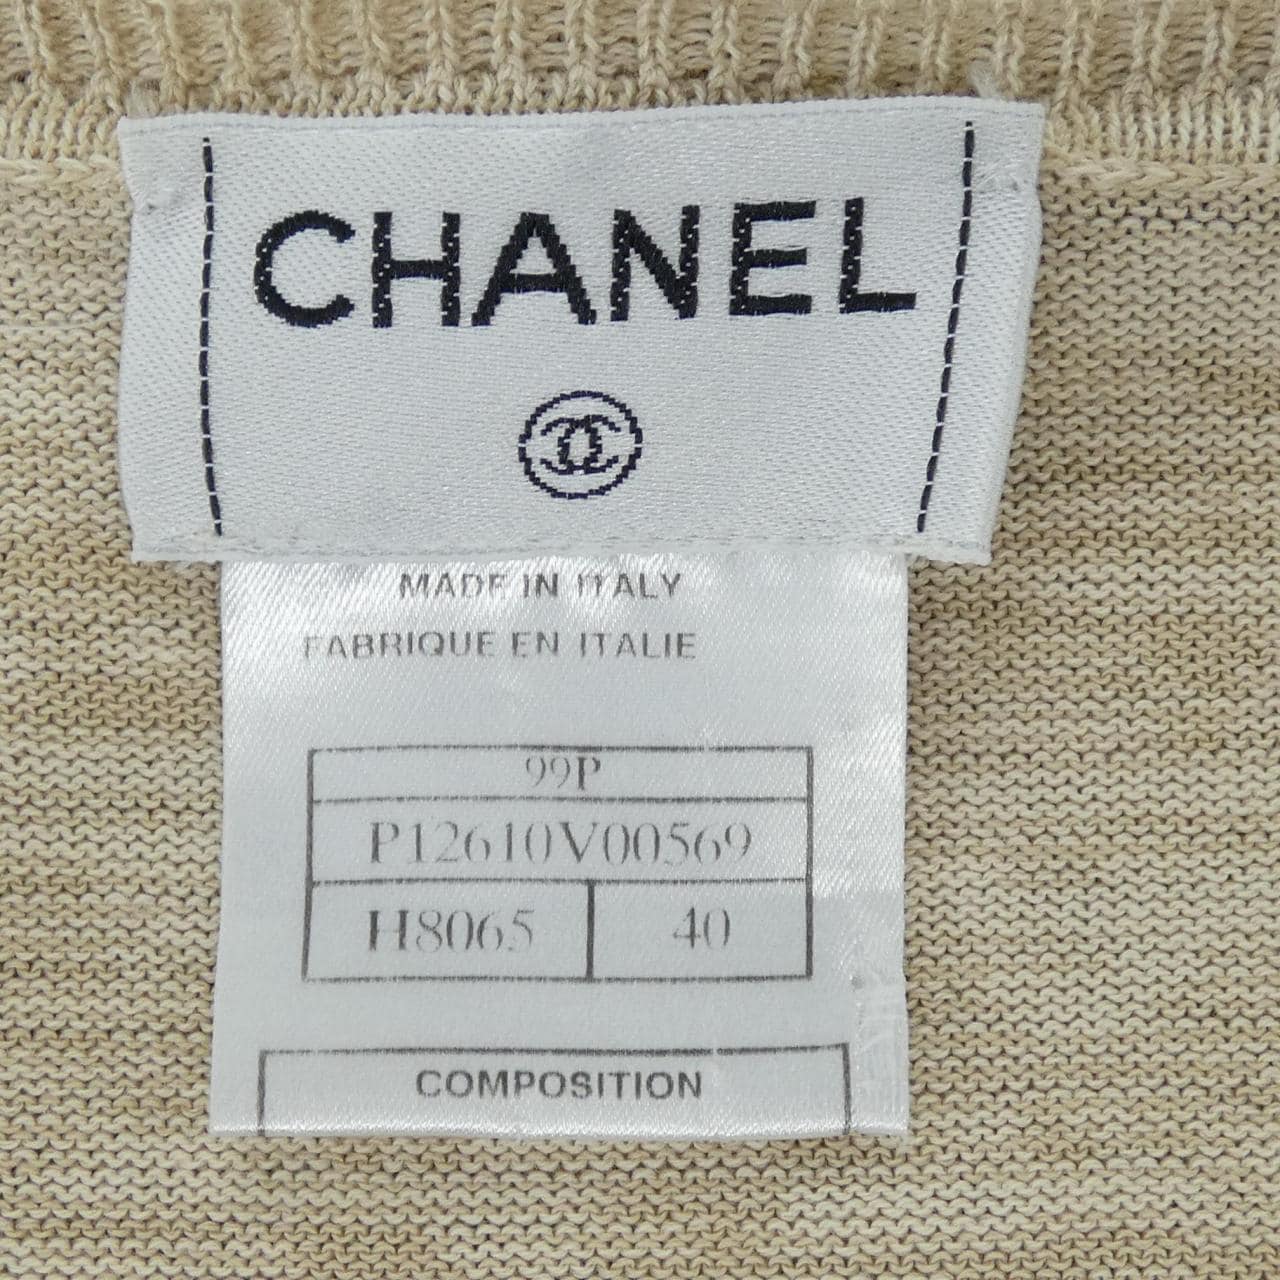 CHANEL
MADE IN ITALY
FABRIQUE EN ITALIE
99P
P12610V00569
H8065 40
COMPOSITION